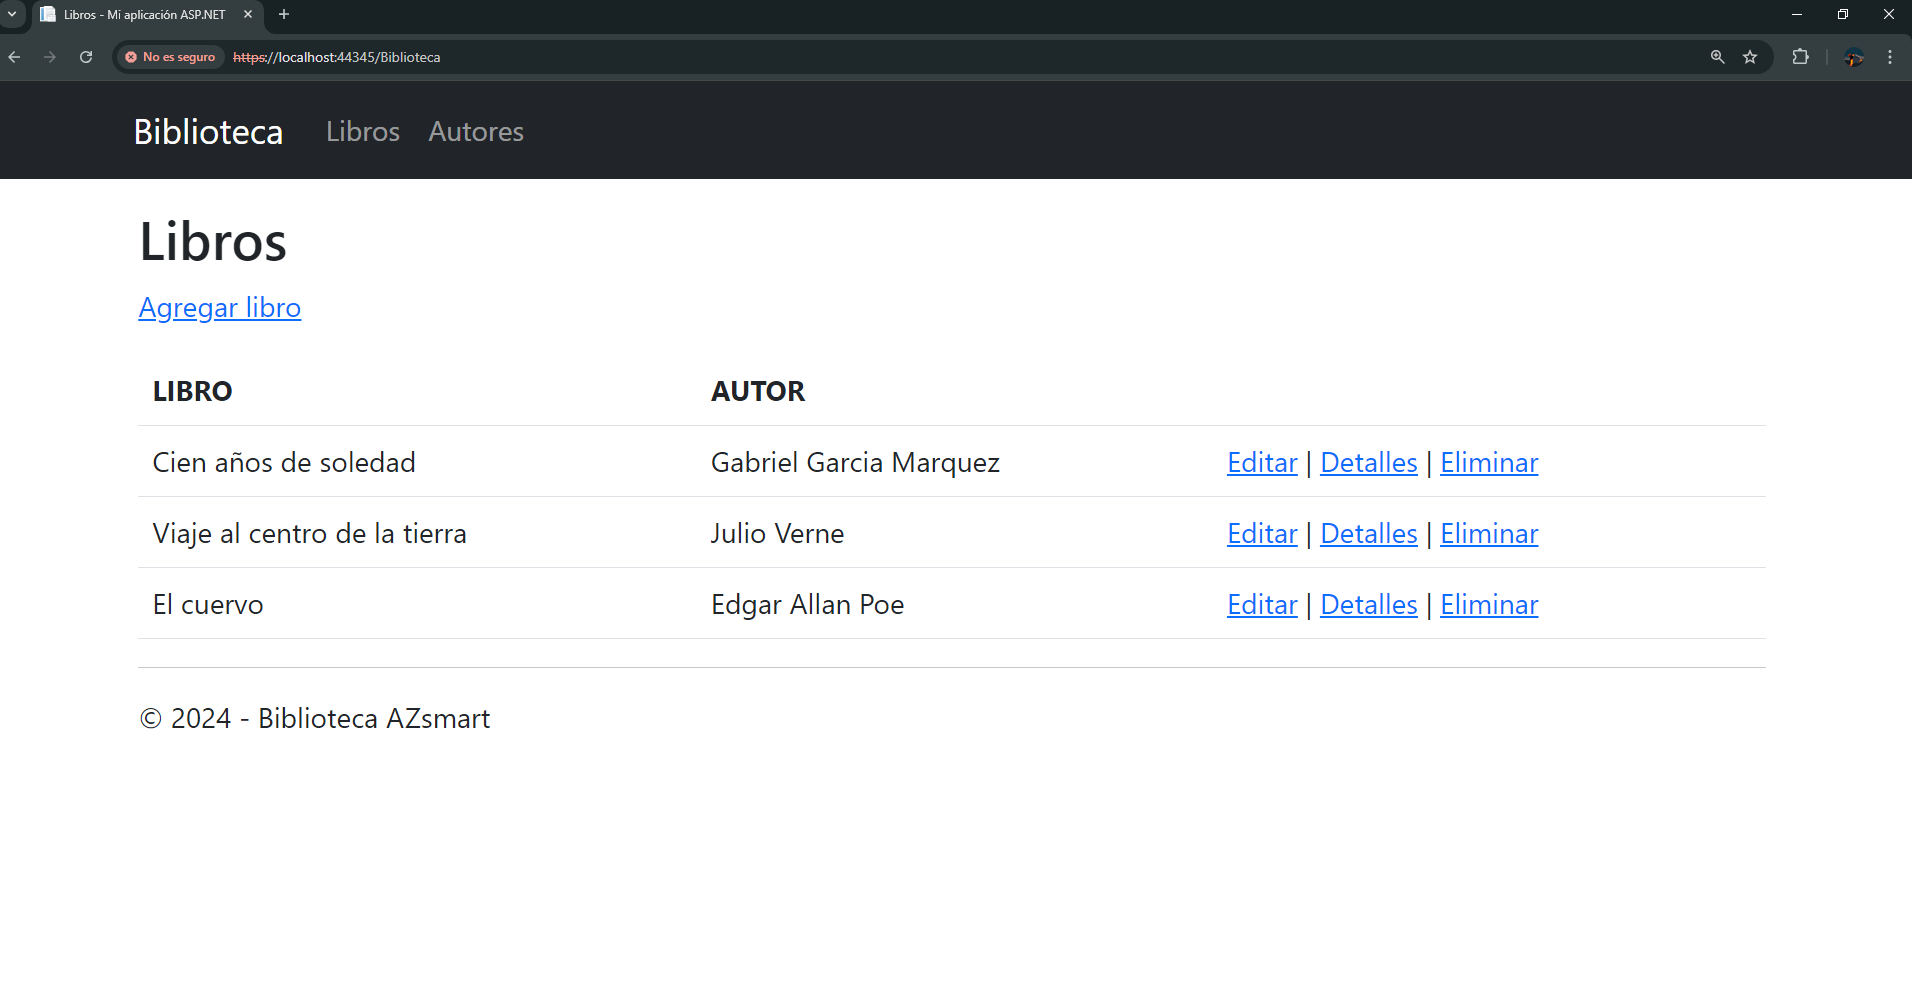 Libros - Mi aplicación ASP.NET
No es seguro https://localhost:44345/Biblioteca
Biblioteca Libros Autores
Libros
Agregar libro
LIBRO AUTOR
Cien años de soledad Gabriel Garcia Marquez Editar | Detalles | Eliminar
Viaje al centro de la tierra Julio Verne Editar | Detalles | Eliminar
El cuervo Edgar Allan Poe Editar | Detalles | Eliminar
© 2024 - Biblioteca AZsmart